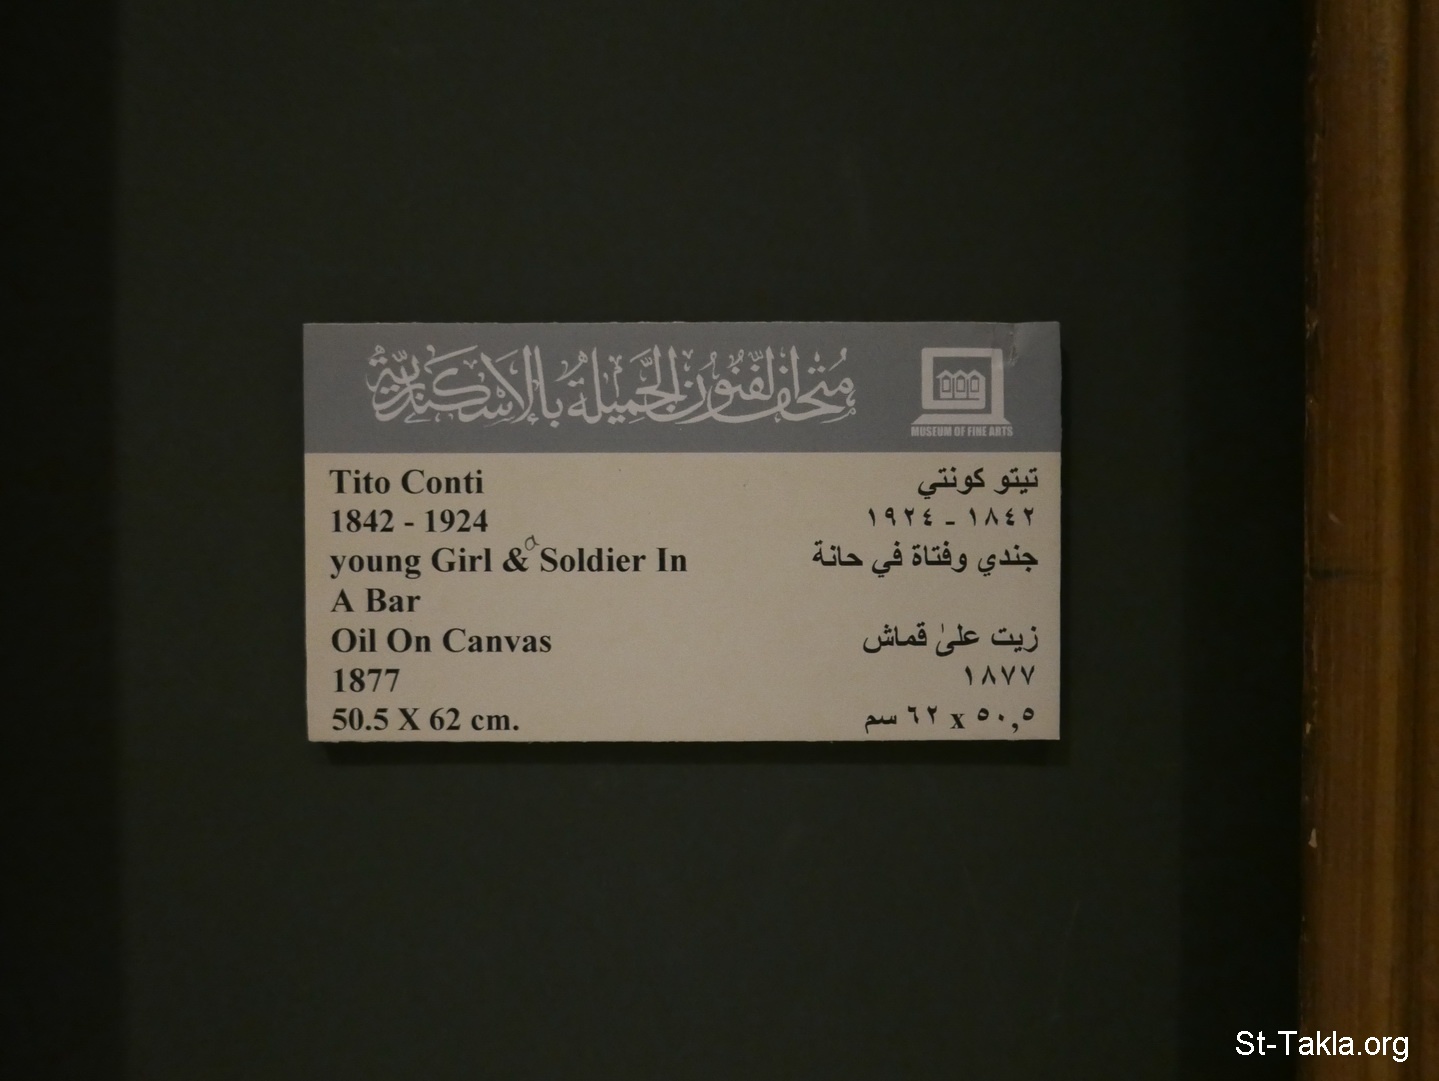 متحف الفنون الجميلة بالإسكندرية
MUSEUM OF FINE ARTS
Tito Conti
1842 - 1924
young Girl & a Soldier In
A Bar
Oil On Canvas
1877
50.5 X 62 cm.
تيتو كونتي
١٨٤٢ - ١٩٢٤
جندي وفتاة في حانة
زيت على قماش
١٨٧٧
٥٠,٥ x ٦٢ سم
St-Takla.org